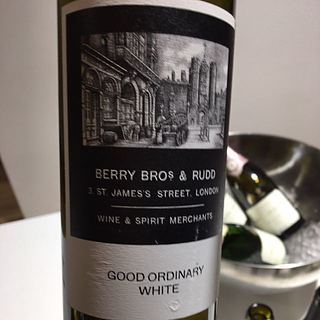 BERRY BROS & RUDD
3, ST. JAMES'S STREET, LONDON
WINE & SPIRIT MERCHANTS
GOOD ORDINARY
WHITE